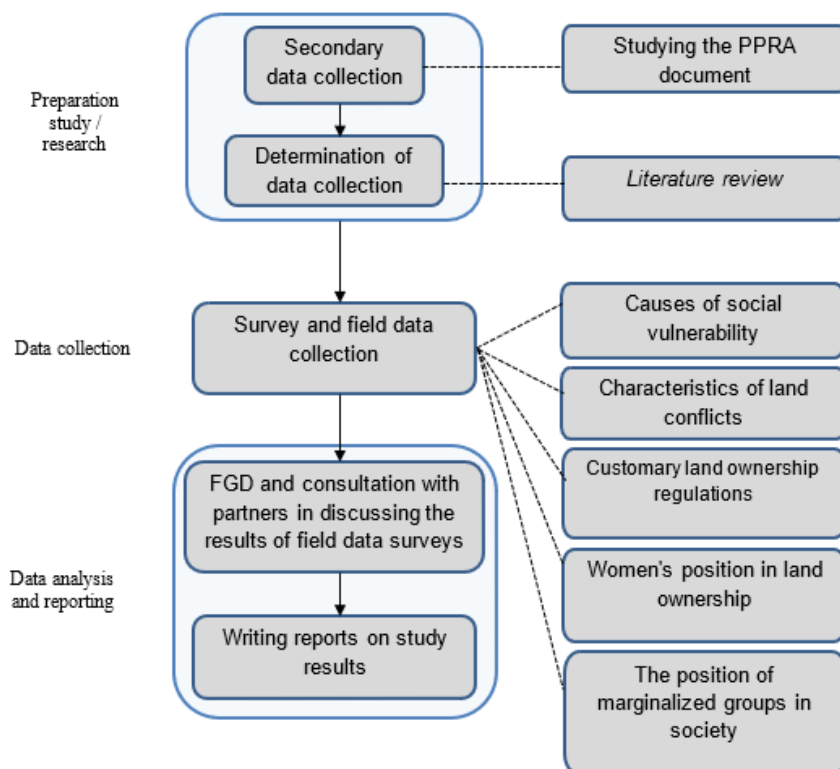 Secondary
data collection
Studying the PPRA
document
Preparation
study /
research
Determination of
data collection
Literature review
Data collection
Survey and field data
collection
Causes of social
vulnerability
Characteristics of land
conflicts
Customary land ownership
regulations
Women's position in land
ownership
The position of
marginalized groups in
society
Data analysis
and reporting
FGD and consultation with
partners in discussing the
results of field data surveys
Writing reports on study
results